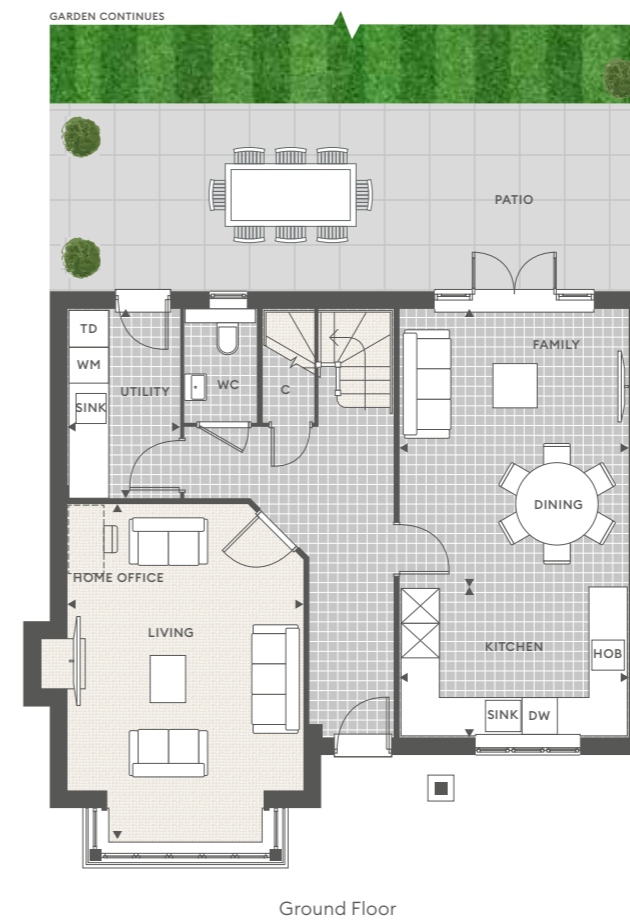 GARDEN CONTINUES
PATIO
TD
FAMILY
WM
UTILITY
WC
C
SINK
DINING
HOME OFFICE
LIVING
KITCHEN
HOB
SINK
DW
Ground Floor